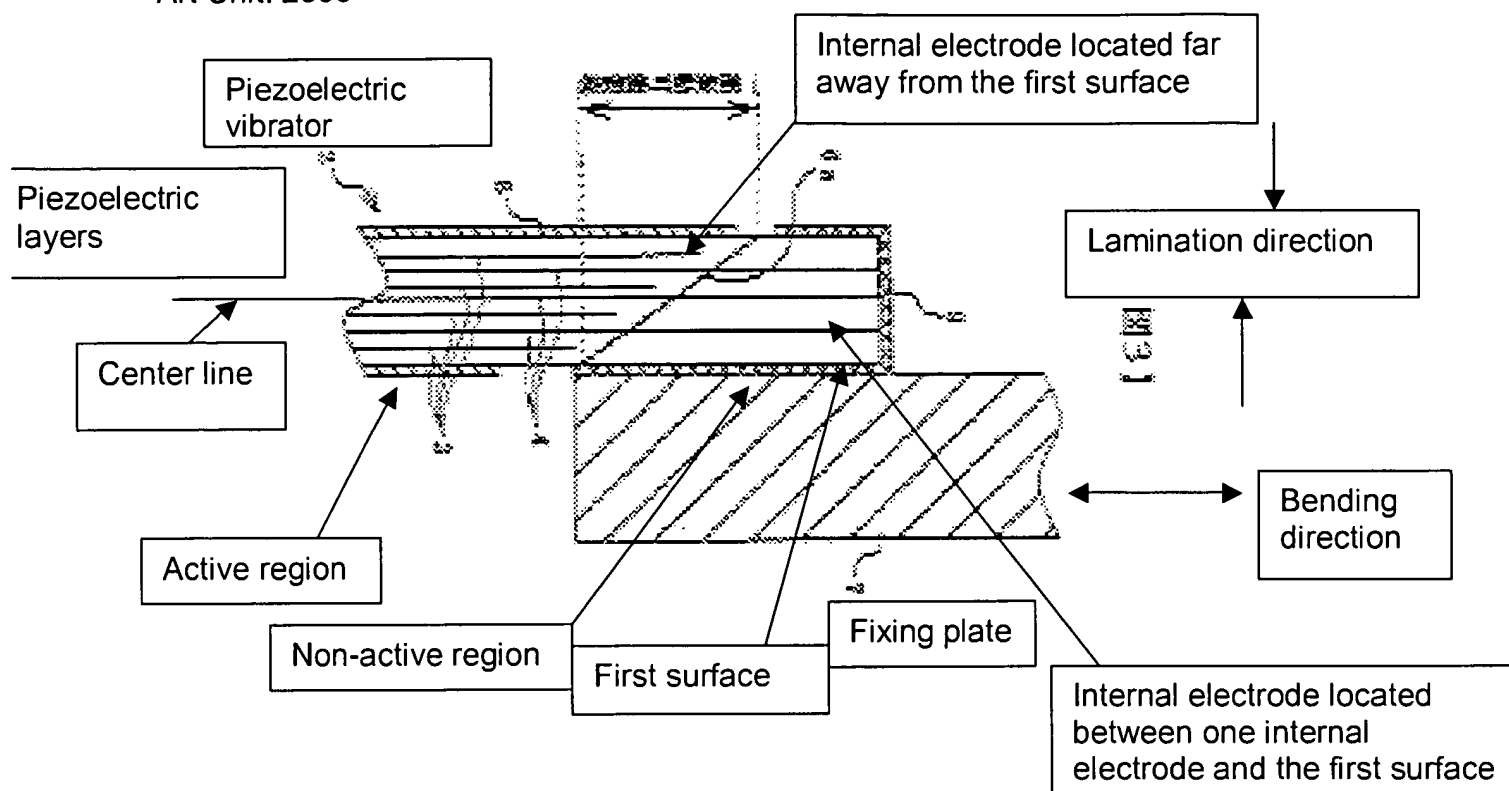 Internal electrode located far
away from the first surface
Piezoelectric
vibrator
Piezoelectric
layers
Lamination direction
Center line
Bending
direction
Active region
Fixing plate
Non-active region
First surface
Internal electrode located
between one internal
electrode and the first surface